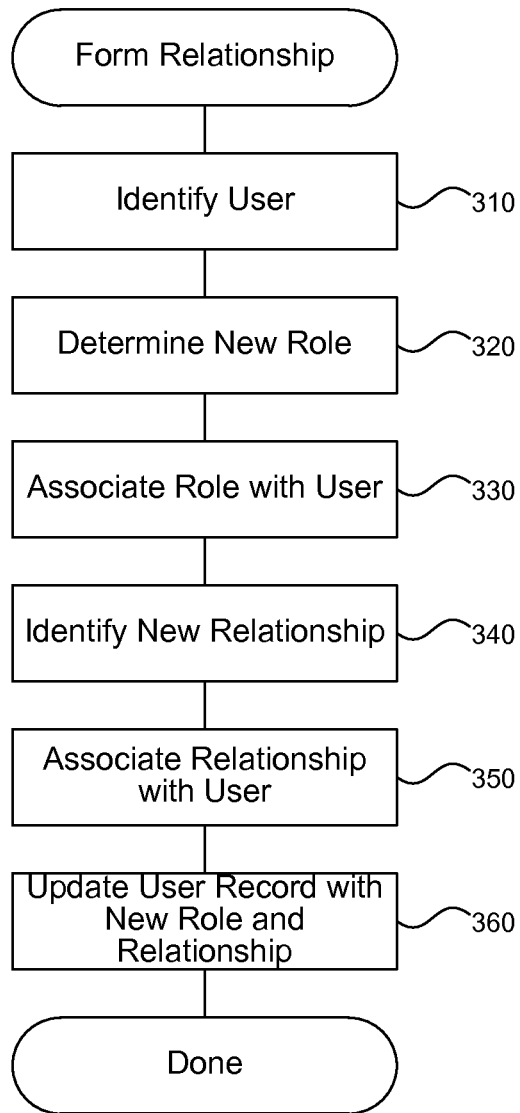 Form Relationship
Identify User
310
Determine New Role
320
Associate Role with User
330
Identify New Relationship
340
Associate Relationship
with User
350
Update User Record with
New Role and
Relationship
360
Done